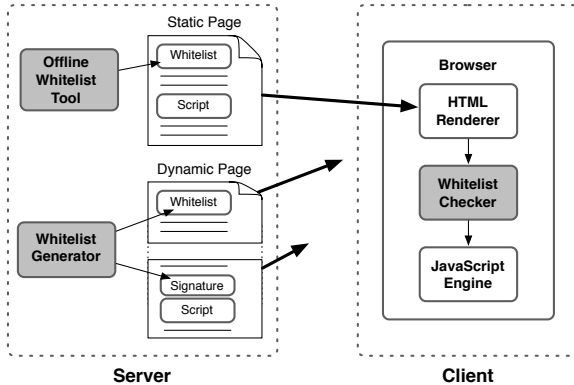 Static Page
Offline
Whitelist
Tool
Whitelist
Script
Dynamic Page
Whitelist
Whitelist
Generator
Signature
Script
Server
Browser
HTML
Renderer
Whitelist
Checker
JavaScript
Engine
Client